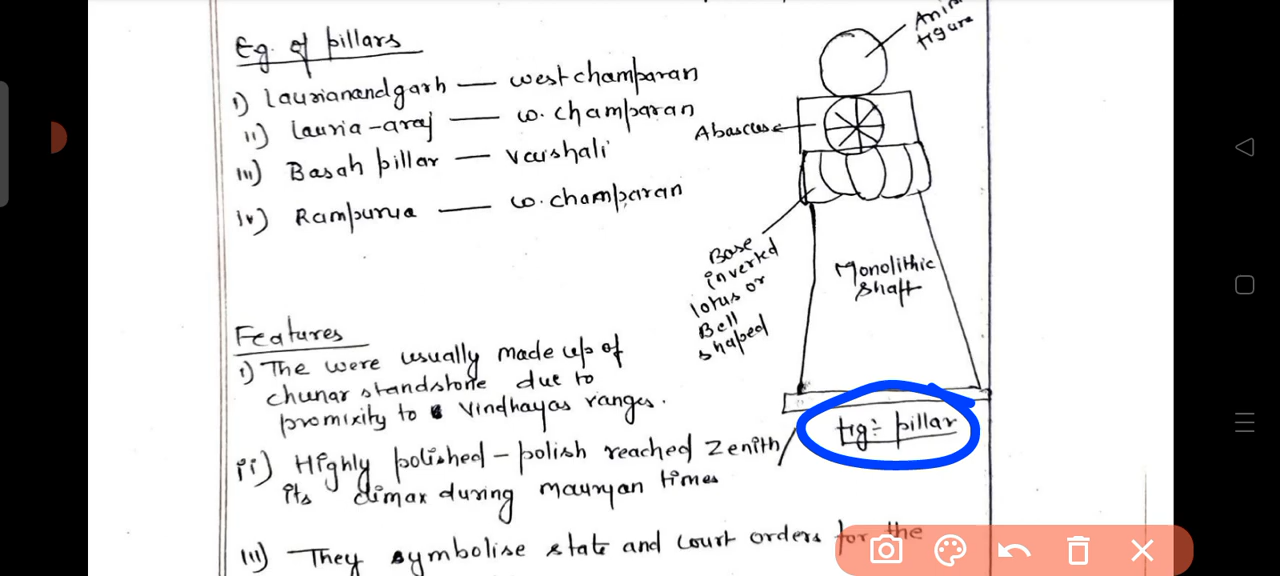 Eg. of pillars
i) Laurianandgarh — west champaran
ii) Lauria-araj — w. champaran
iii) Basah pillar — Vaishali
iv) Rampurua — w. champaran
Animal
figure
Abascus
Base
inverted
lotus or
Bell
shaped
Monolithic
Shaft
fig:- pillar
Features
i) The were usually made up of
chunar standstone due to
promixity to Vindhayas ranges.
ii) Highly polished - polish reached Zenith/
its climax during mauryan times
iii) They symbolise state and court orders for the